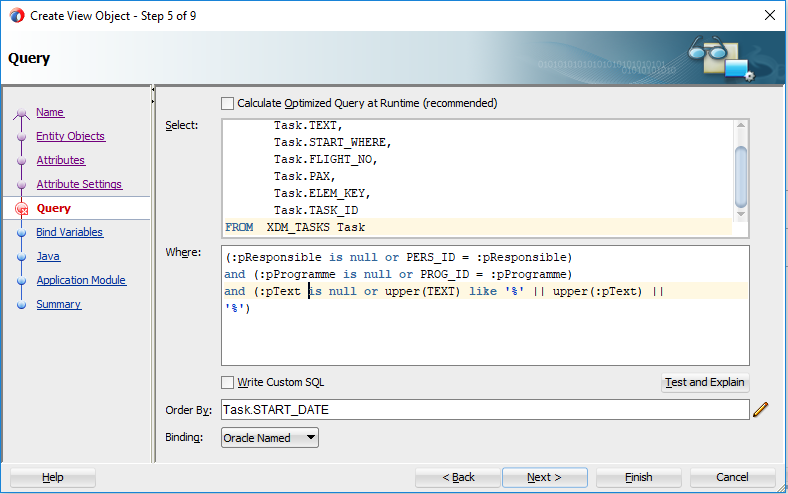 Create View Object - Step 5 of 9
Query
Name
Entity Objects
Attributes
Attribute Settings
Query
Bind Variables
Java
Application Module
Summary
Calculate Optimized Query at Runtime (recommended)
Select:
Task.TEXT,
Task.START_WHERE,
Task.FLIGHT_NO,
Task.PAX,
Task.ELEM_KEY,
Task.TASK_ID
FROM XDM_TASKS Task
Where:
(:pResponsible is null or PERS_ID = :pResponsible)
and (:pProgramme is null or PROG_ID = :pProgramme)
and (:pText is null or upper(TEXT) like '%' || upper(:pText) ||
'%')
Write Custom SQL
Test and Explain
Order By:
Task.START_DATE
Binding:
Oracle Named
Help
< Back
Next >
Finish
Cancel